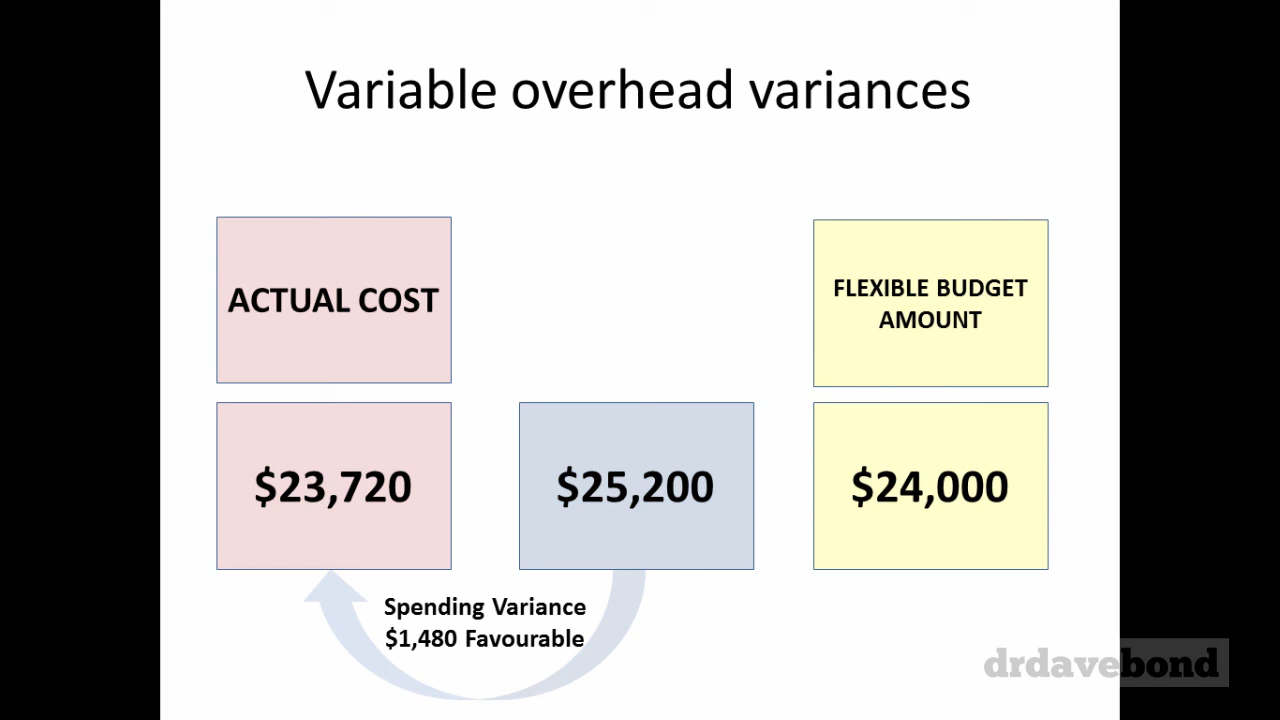 Variable overhead variances
ACTUAL COST
FLEXIBLE BUDGET
AMOUNT
$23,720
$25,200
$24,000
Spending Variance
$1,480 Favourable
drdavebond